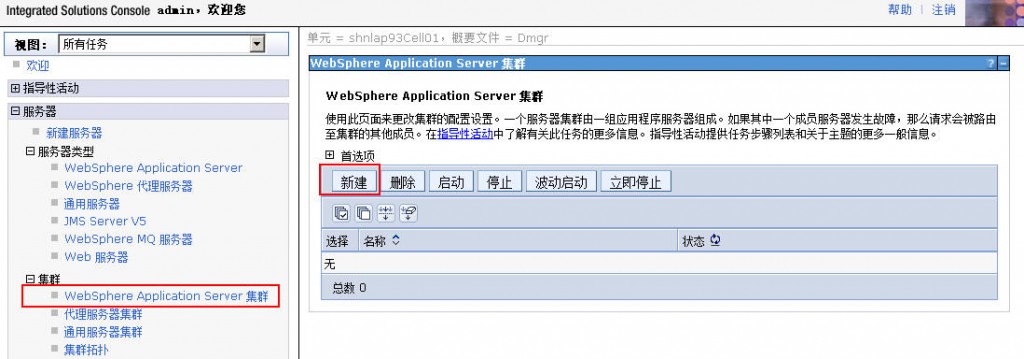 Integrated Solutions Console admin，欢迎您
帮助 | 注销
视图： 所有任务
欢迎
指导性活动
服务器
新建服务器
服务器类型
WebSphere Application Server
WebSphere 代理服务器
通用服务器
JMS Server V5
WebSphere MQ 服务器
Web 服务器
集群
WebSphere Application Server 集群
代理服务器集群
通用服务器集群
集群拓扑
单元 = shnlap93Cell01，概要文件 = Dmgr
WebSphere Application Server 集群 ? –
WebSphere Application Server 集群
使用此页面来更改集群的配置设置。一个服务器集群由一组应用程序服务器组成。如果其中一个成员服务器发生故障，那么请求会被路由
至集群的其他成员。在指导性活动中了解有关此任务的更多信息。指导性活动提供任务步骤列表和关于主题的更多一般信息。
首选项
新建 删除 启动 停止 波动启动 立即停止
选择 名称 状态
无
总数 0